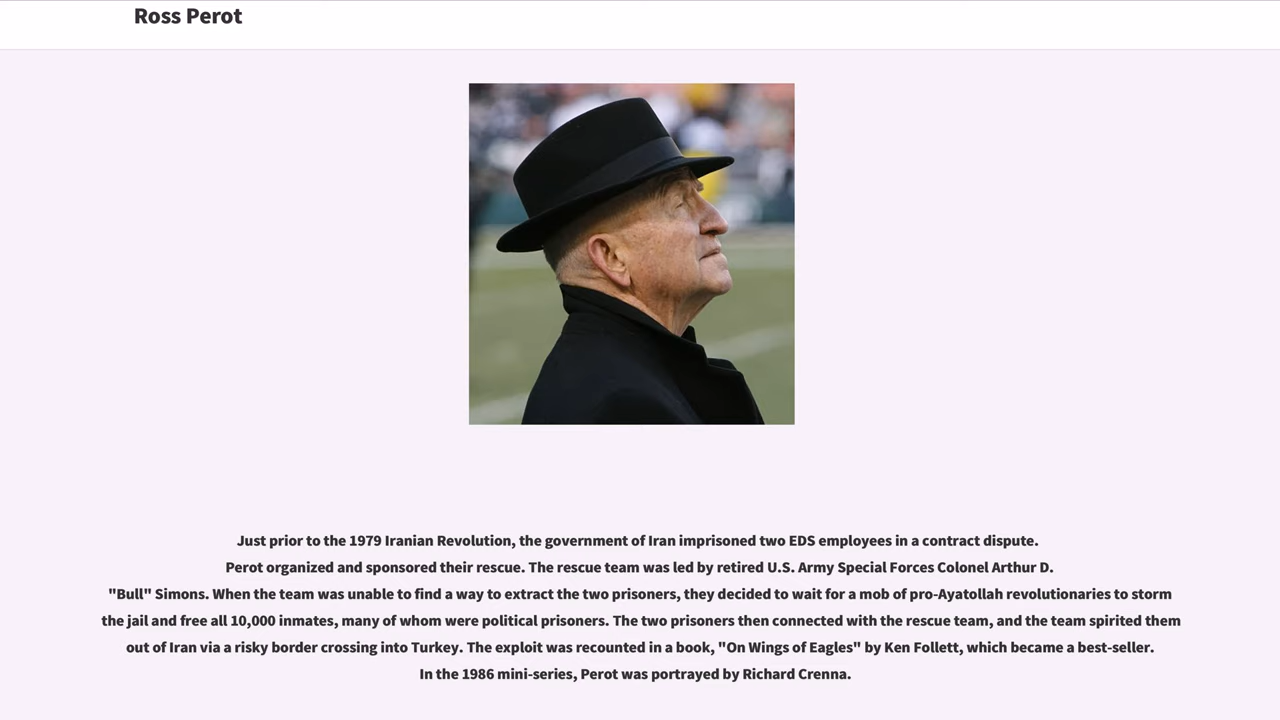 Ross Perot
Just prior to the 1979 Iranian Revolution, the government of Iran imprisoned two EDS employees in a contract dispute.
Perot organized and sponsored their rescue. The rescue team was led by retired U.S. Army Special Forces Colonel Arthur D.
"Bull" Simons. When the team was unable to find a way to extract the two prisoners, they decided to wait for a mob of pro-Ayatollah revolutionaries to storm
the jail and free all 10,000 inmates, many of whom were political prisoners. The two prisoners then connected with the rescue team, and the team spirited them
out of Iran via a risky border crossing into Turkey. The exploit was recounted in a book, "On Wings of Eagles" by Ken Follett, which became a best-seller.
In the 1986 mini-series, Perot was portrayed by Richard Crenna.